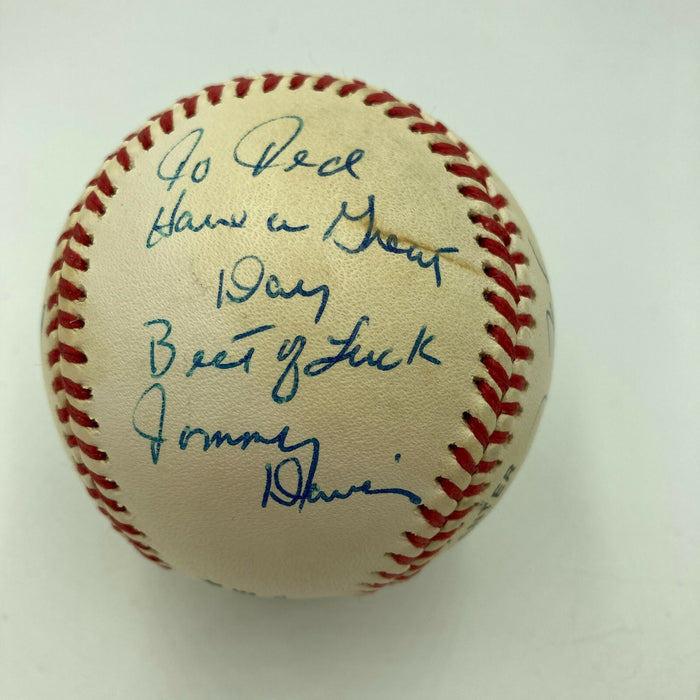 To Red
Have a Great
Day
Best of Luck
Tommy
Davis